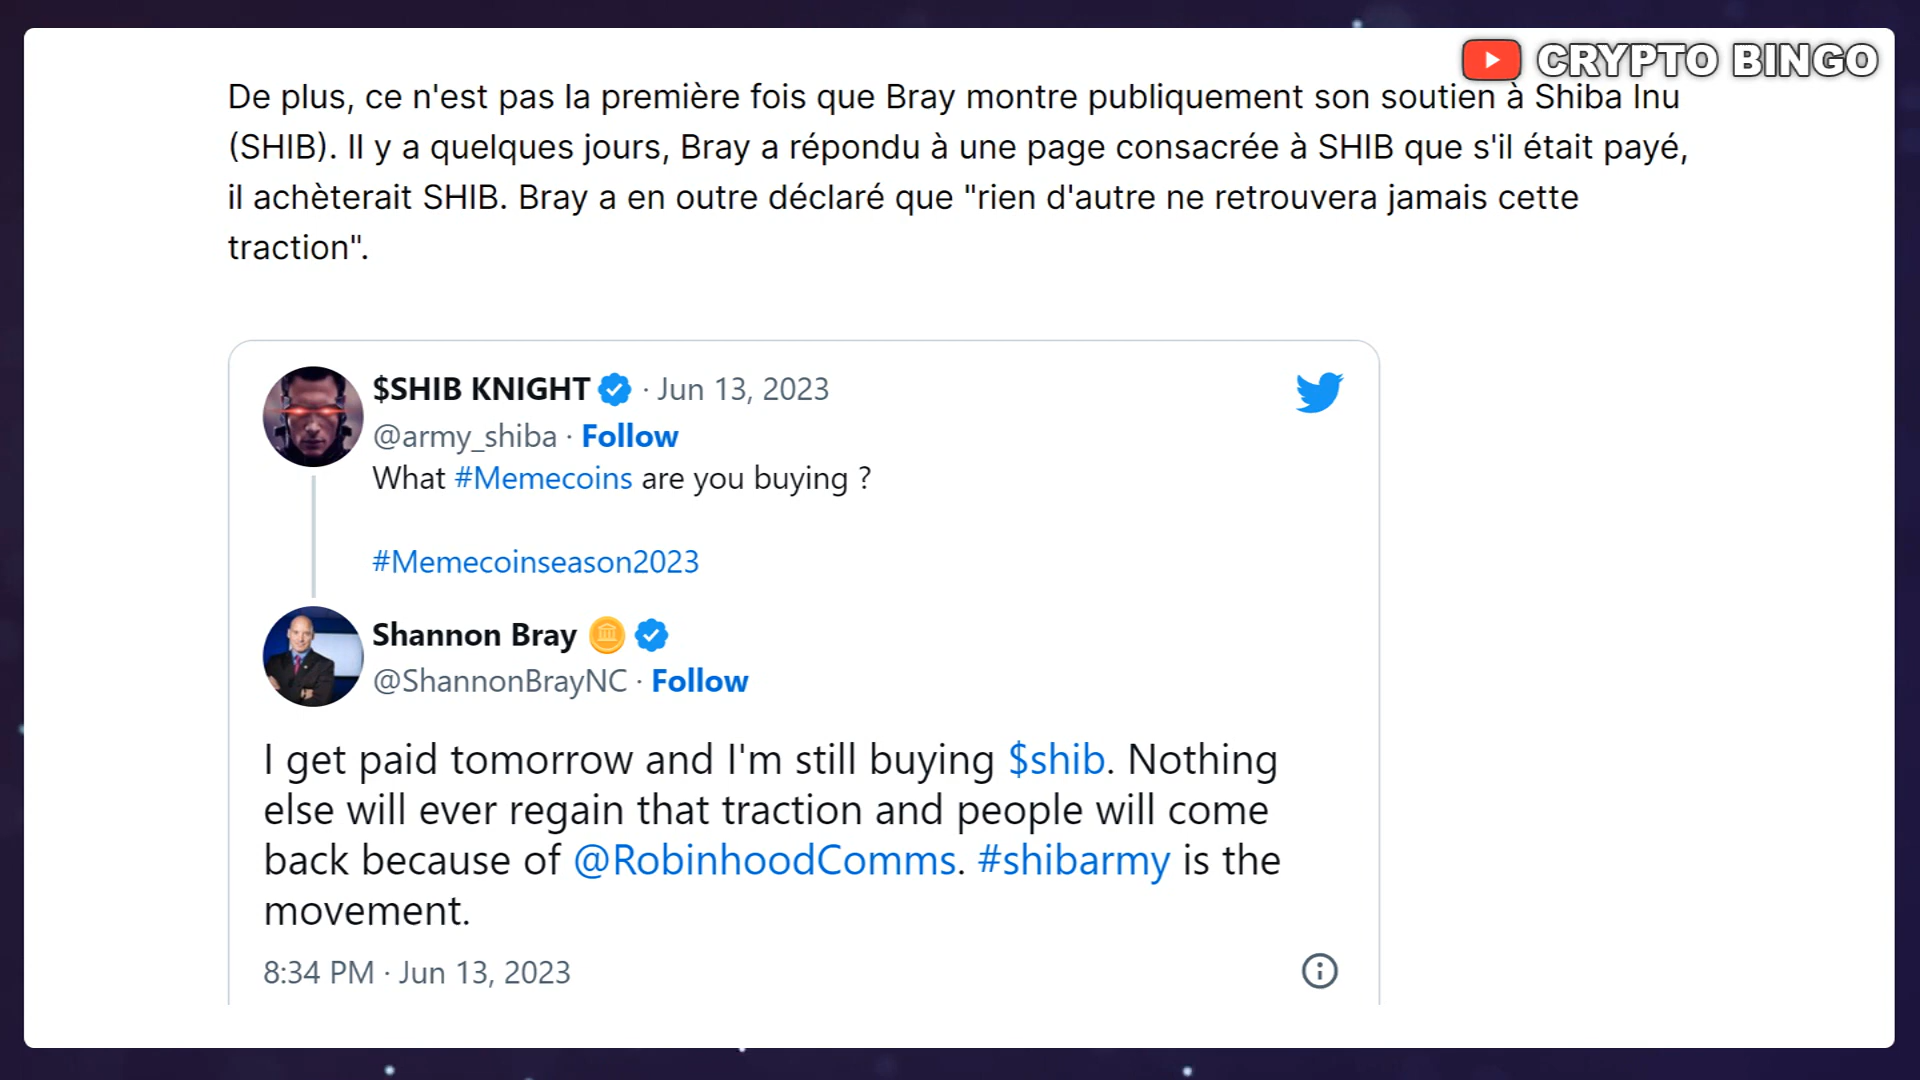 CRYPTO BINGO
De plus, ce n'est pas la première fois que Bray montre publiquement son soutien à Shiba Inu
(SHIB). Il y a quelques jours, Bray a répondu à une page consacrée à SHIB que s'il était payé,
il achèterait SHIB. Bray a en outre déclaré que "rien d'autre ne retrouvera jamais cette
traction".
$SHIB KNIGHT · Jun 13, 2023
@army_shiba · Follow
What #Memecoins are you buying ?
#Memecoinseason2023
Shannon Bray
@ShannonBrayNC · Follow
I get paid tomorrow and I'm still buying $shib. Nothing
else will ever regain that traction and people will come
back because of @RobinhoodComms. #shibarmy is the
movement.
8:34 PM · Jun 13, 2023